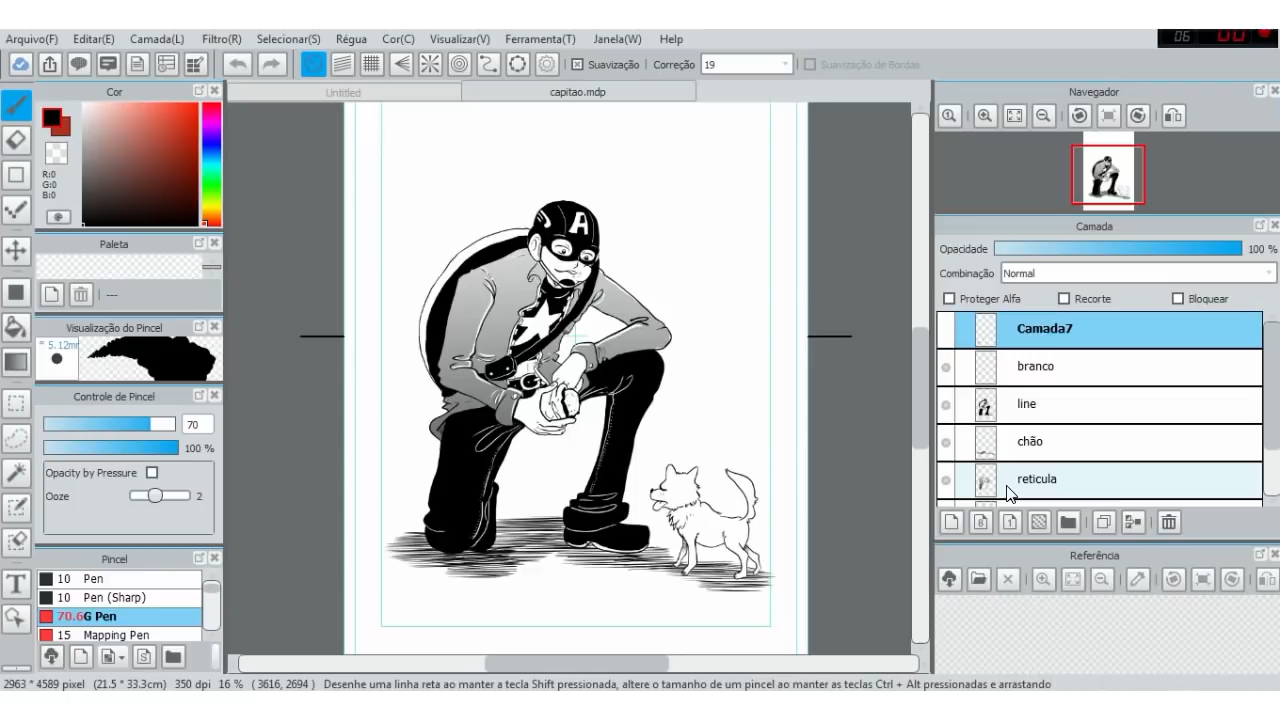 Arquivo(F) Editar(E) Camada(L) Filtro(R) Selecionar(S) Régua Cor(C) Visualizar(V) Ferramenta(T) Janela(W) Help
06 00
Suavização Correção 19 Suavização de Bordas
Cor
Untitled
capitao.mdp
Navegador
R:0
G:0
B:0
Paleta
---
Visualização do Pincel
* 5.12mm
Controle de Pincel
70
100 %
Opacity by Pressure
Ooze 2
Pincel
10 Pen
10 Pen (Sharp)
70.6 G Pen
15 Mapping Pen
A
Camada
Opacidade 100 %
Combinação Normal
Proteger Alfa Recorte Bloquear
Camada7
branco
line
chão
reticula
8
1
Referência
2963 * 4589 pixel (21.5 * 33.3cm) 350 dpi 16 % ( 3616, 2694 ) Desenhe uma linha reta ao manter a tecla Shift pressionada, altere o tamanho de um pincel ao manter as teclas Ctrl + Alt pressionadas e arrastando